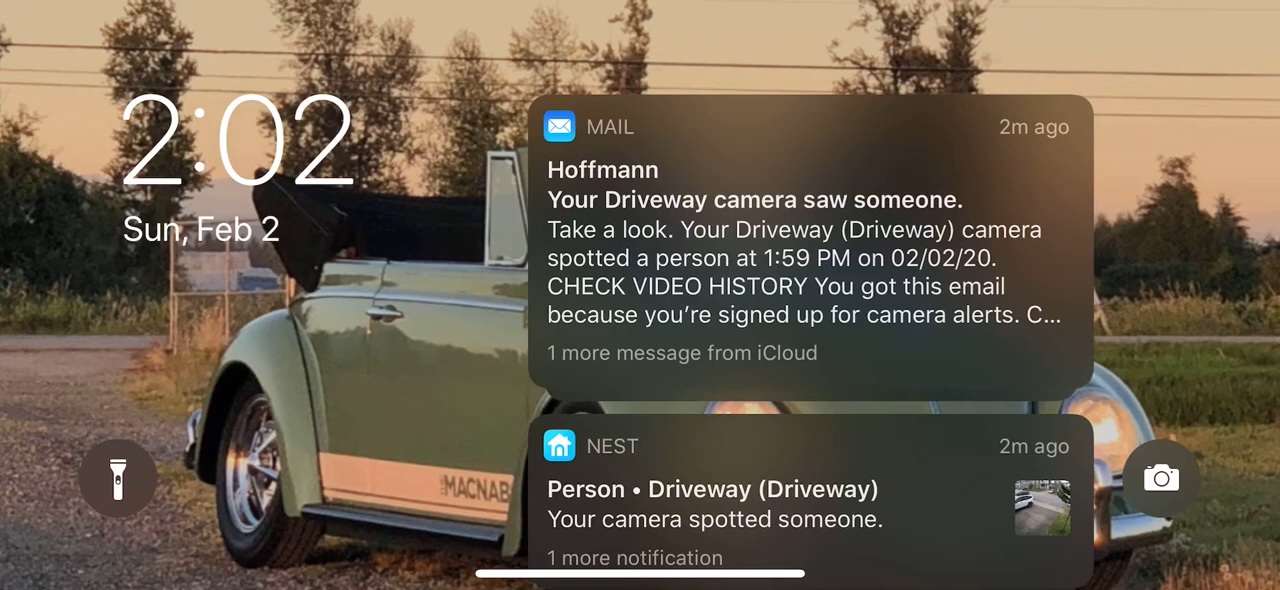 2:02
Sun, Feb 2
MAIL
2m ago
Hoffmann
Your Driveway camera saw someone.
Take a look. Your Driveway (Driveway) camera
spotted a person at 1:59 PM on 02/02/20.
CHECK VIDEO HISTORY You got this email
because you’re signed up for camera alerts. C...
1 more message from iCloud
NEST
2m ago
Person • Driveway (Driveway)
Your camera spotted someone.
1 more notification
MACNAB